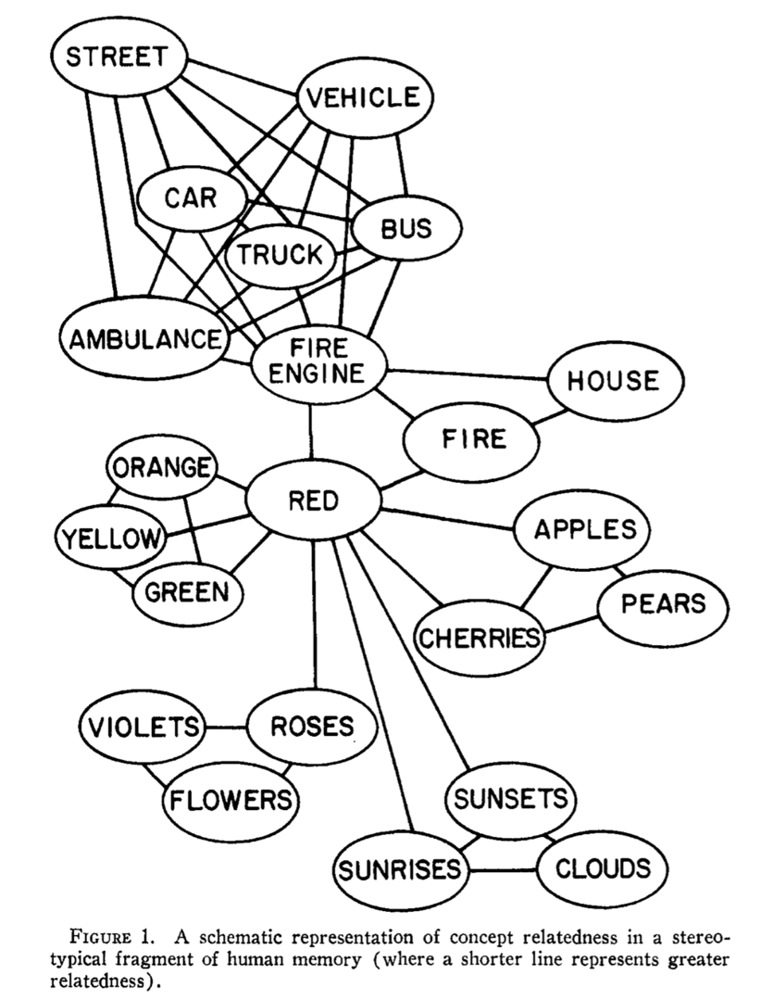 STREET
VEHICLE
CAR
BUS
TRUCK
AMBULANCE
FIRE
ENGINE
HOUSE
FIRE
ORANGE
RED
YELLOW
APPLES
GREEN
PEARS
CHERRIES
VIOLETS
ROSES
FLOWERS
SUNSETS
SUNRISES
CLOUDS
FIGURE 1. A schematic representation of concept relatedness in a stereo-
typical fragment of human memory (where a shorter line represents greater
relatedness).